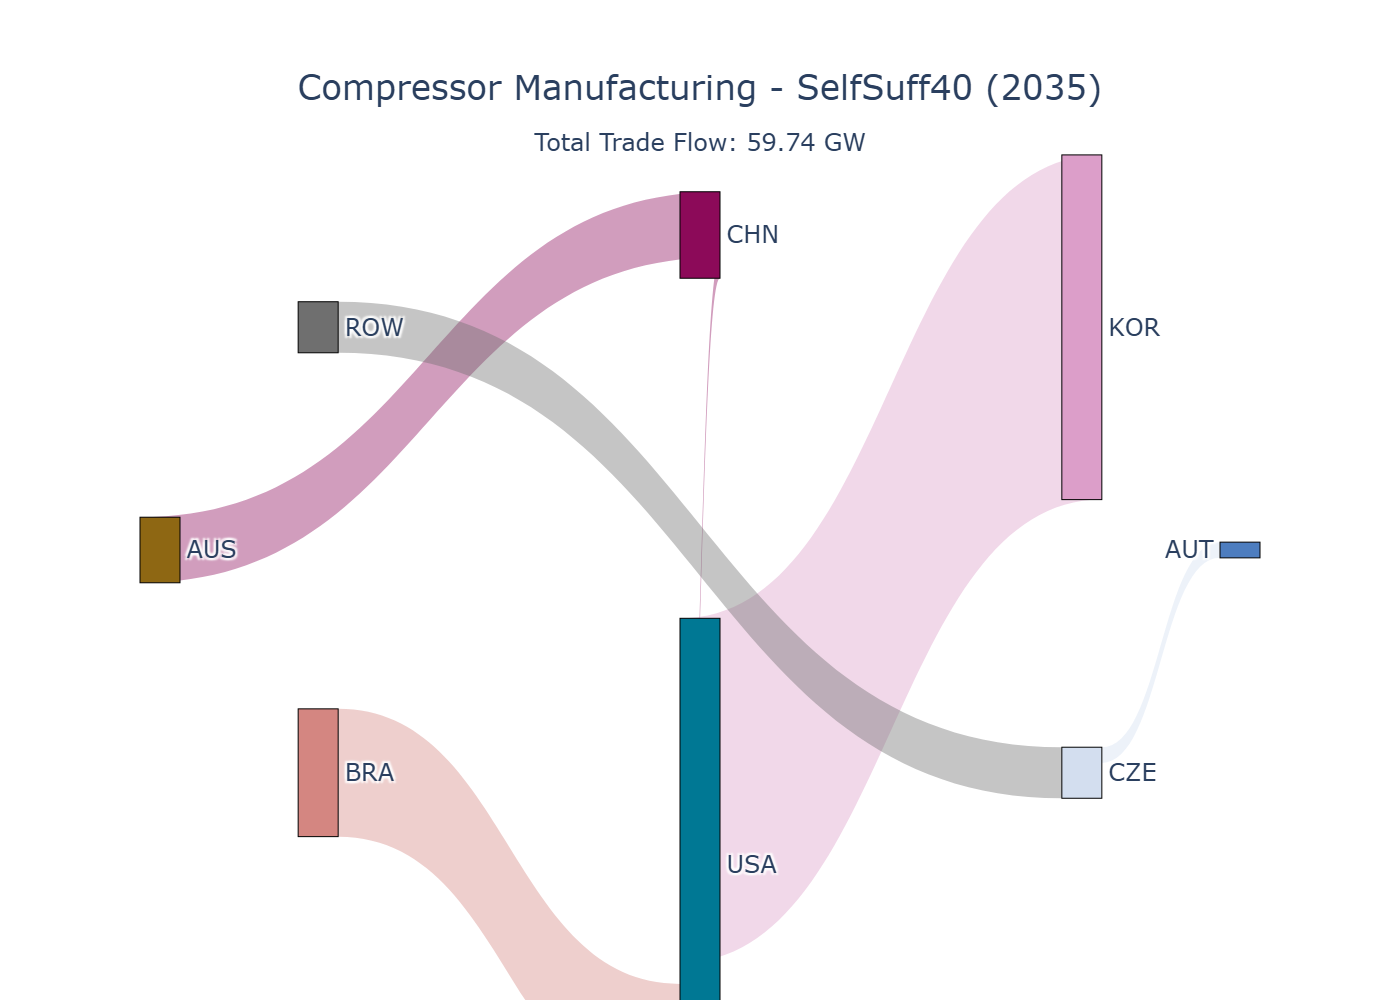 Compressor Manufacturing - SelfSuff40 (2035)
Total Trade Flow: 59.74 GW
CHN
ROW
KOR
AUS
AUT
BRA
CZE
USA